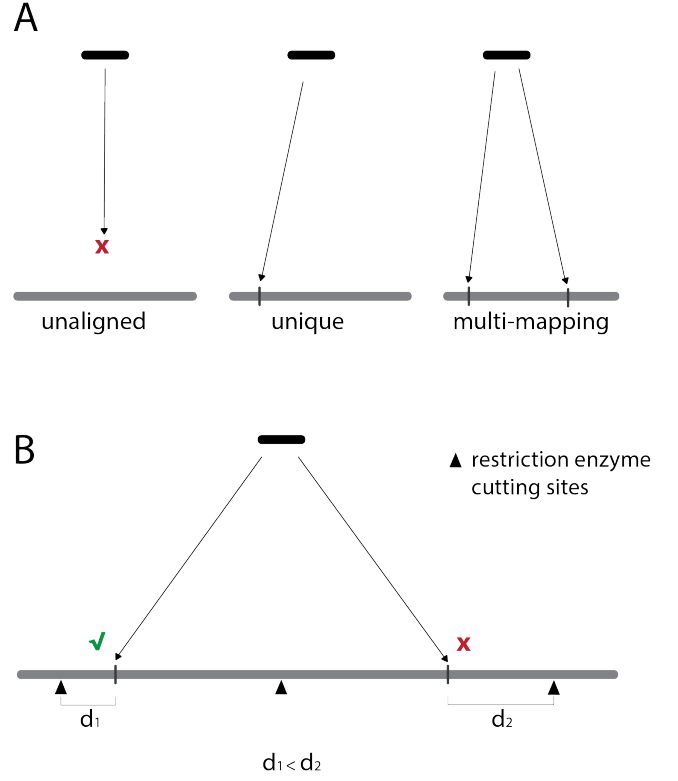 A
x
unaligned
unique
multi-mapping
B
restriction enzyme
cutting sites
√
x
d1
d2
d1 < d2